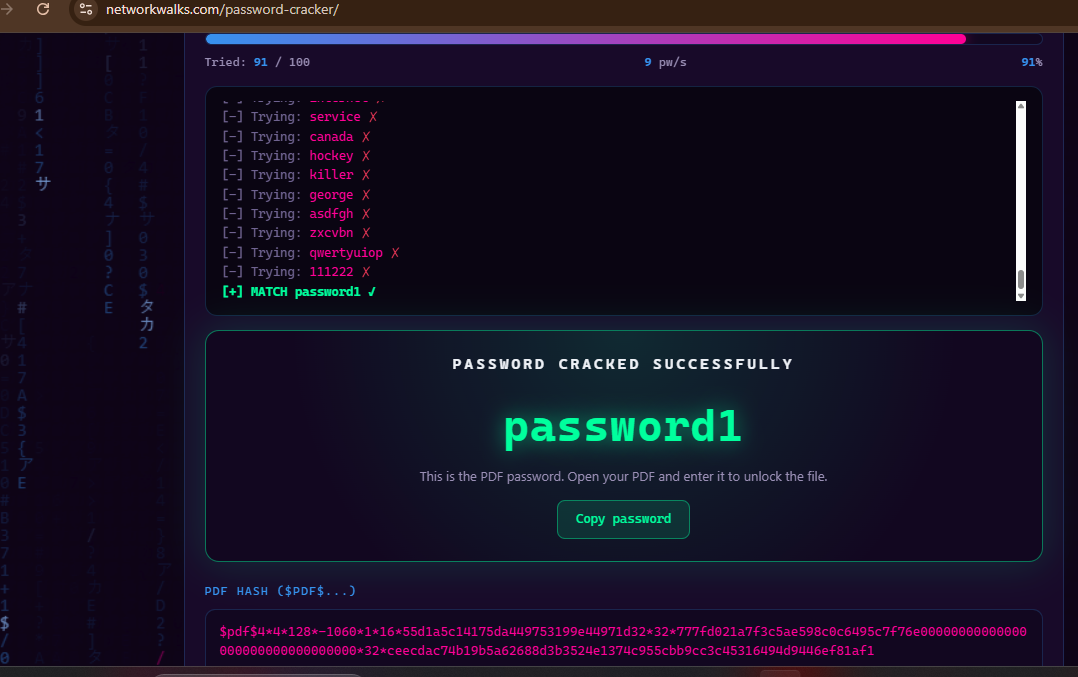 networkwalks.com/password-cracker/
Tried: 91 / 100
9 pw/s
91%
[-] Trying: service ✗
[-] Trying: canada ✗
[-] Trying: hockey ✗
[-] Trying: killer ✗
[-] Trying: george ✗
[-] Trying: asdfgh ✗
[-] Trying: zxcvbn ✗
[-] Trying: qwertyuiop ✗
[-] Trying: 111222 ✗
[+] MATCH password1 ✓
PASSWORD CRACKED SUCCESSFULLY
password1
This is the PDF password. Open your PDF and enter it to unlock the file.
Copy password
PDF HASH ($PDF$...)
$pdf$4*4*128*-1060*1*16*55d1a5c14175da449753199e44971d32*32*777fd021a7f3c5ae598c0c6495c7f76e00000000000000
000000000000000000*32*ceecdac74b19b5a62688d3b3524e1374c955cbb9cc3c45316494d9446ef81af1